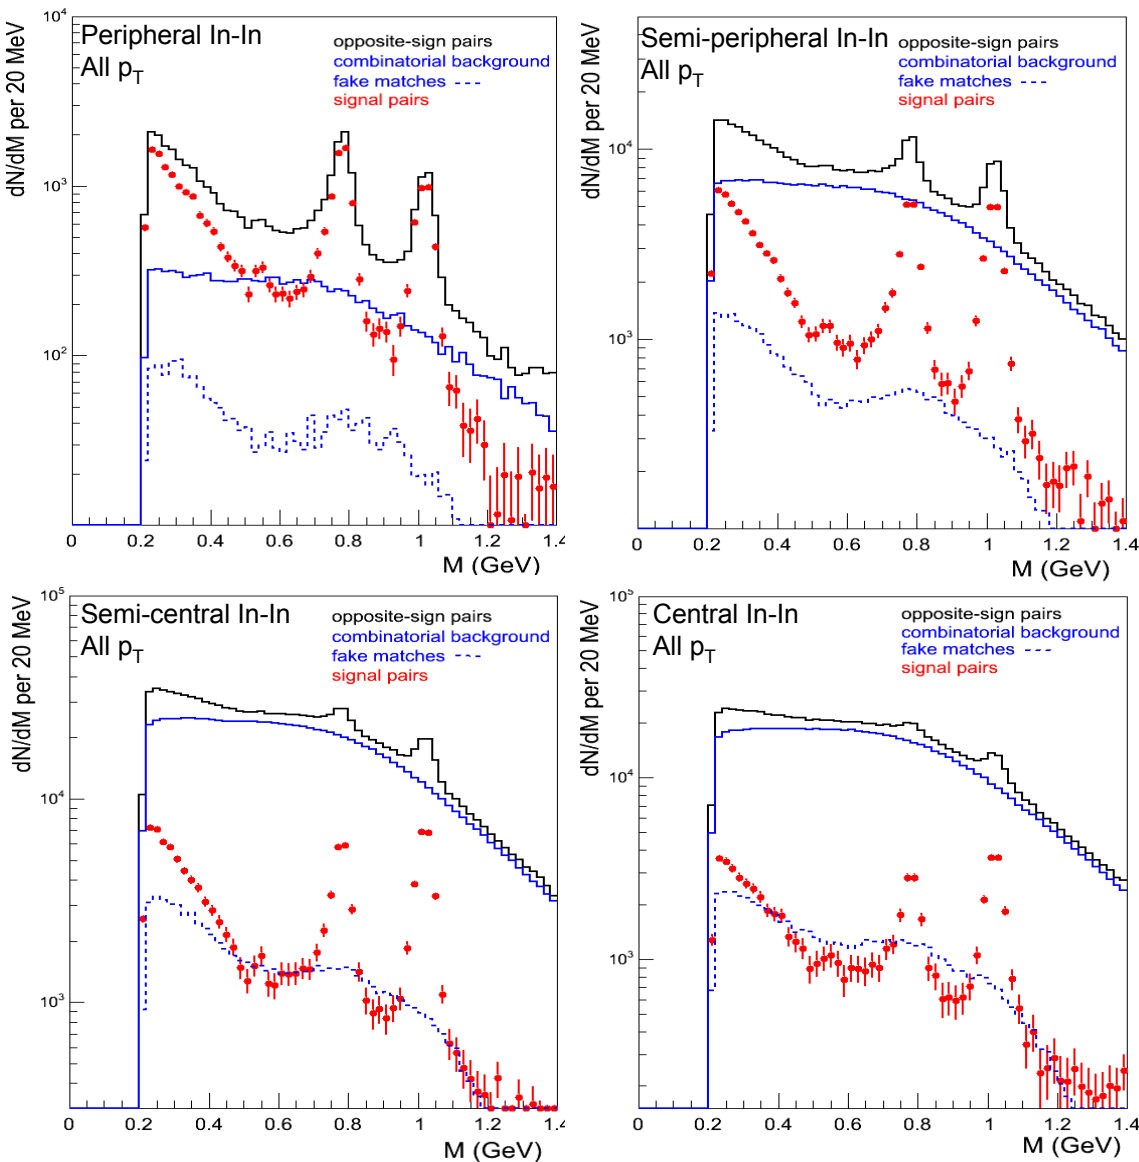 Peripheral In-In
All pT
opposite-sign pairs
combinatorial background
fake matches
signal pairs
dN/dM per 20 MeV
10^4
10^3
10^2
0 0.2 0.4 0.6 0.8 1 1.2 1.4
M (GeV)
Semi-peripheral In-In
All pT
opposite-sign pairs
combinatorial background
fake matches
signal pairs
dN/dM per 20 MeV
10^4
10^3
0 0.2 0.4 0.6 0.8 1 1.2 1.4
M (GeV)
Semi-central In-In
All pT
opposite-sign pairs
combinatorial background
fake matches
signal pairs
dN/dM per 20 MeV
10^5
10^4
10^3
0 0.2 0.4 0.6 0.8 1 1.2 1.4
M (GeV)
Central In-In
All pT
opposite-sign pairs
combinatorial background
fake matches
signal pairs
dN/dM per 20 MeV
10^5
10^4
10^3
0 0.2 0.4 0.6 0.8 1 1.2 1.4
M (GeV)